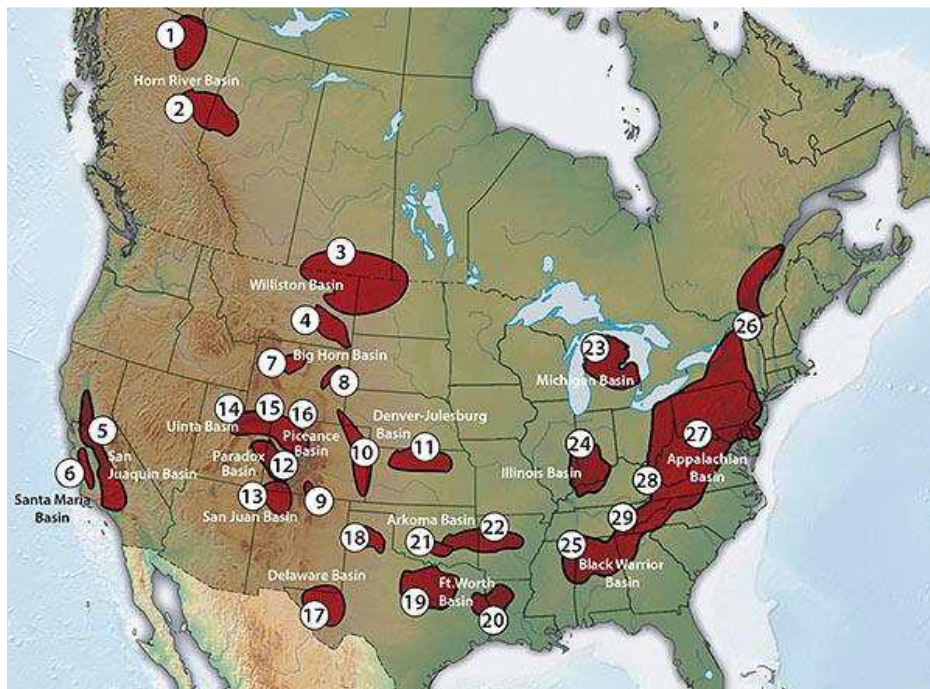 1
Horn River Basin
2
3
Williston Basin
4
Big Horn Basin
7
8
26
23
Michigan Basin
14
15
16
Uinta Basin
Piceance
Basin
Denver-Julesburg
Basin
5
San
Jaoquin Basin
6
Santa Maria
Basin
Paradox
Basin
12
10
11
24
Illinois Basin
27
Appalachian
Basin
28
13
San Juan Basin
9
29
18
Arkoma Basin
21
22
25
Black Warrior
Basin
Delaware Basin
17
19
Ft.Worth
Basin
20